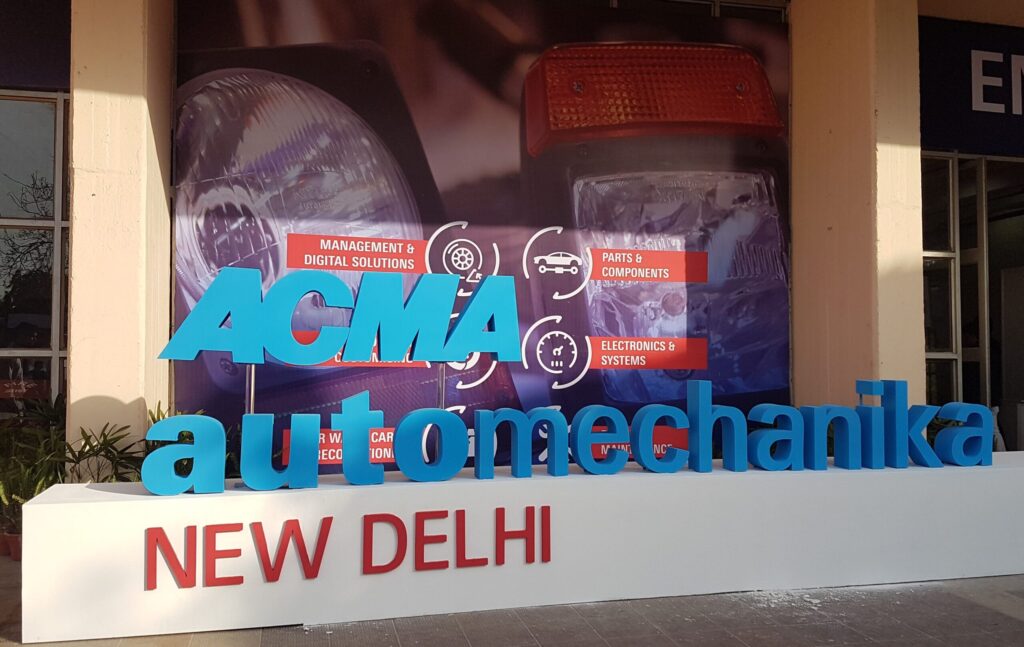 MANAGEMENT &
DIGITAL SOLUTIONS
PARTS &
COMPONENTS
ACMA
ELECTRONICS &
SYSTEMS
automechanika
NEW DELHI